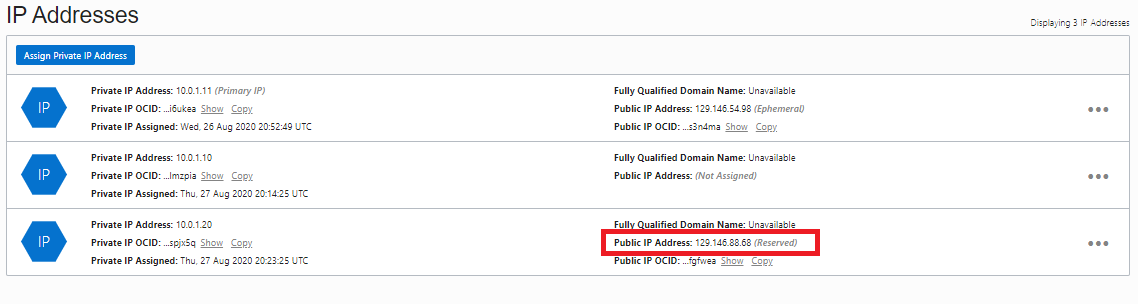 IP Addresses
Displaying 3 IP Addresses
Assign Private IP Address
IP
Private IP Address: 10.0.1.11 (Primary IP)
Private IP OCID: ...i6ukea Show Copy
Private IP Assigned: Wed, 26 Aug 2020 20:52:49 UTC
Fully Qualified Domain Name: Unavailable
Public IP Address: 129.146.54.98 (Ephemeral)
Public IP OCID: ...s3n4ma Show Copy
IP
Private IP Address: 10.0.1.10
Private IP OCID: ...lmzpia Show Copy
Private IP Assigned: Thu, 27 Aug 2020 20:14:25 UTC
Fully Qualified Domain Name: Unavailable
Public IP Address: (Not Assigned)
IP
Private IP Address: 10.0.1.20
Private IP OCID: ...spjx5q Show Copy
Private IP Assigned: Thu, 27 Aug 2020 20:23:25 UTC
Fully Qualified Domain Name: Unavailable
Public IP Address: 129.146.88.68 (Reserved)
Public IP OCID: ...fgfwea Show Copy